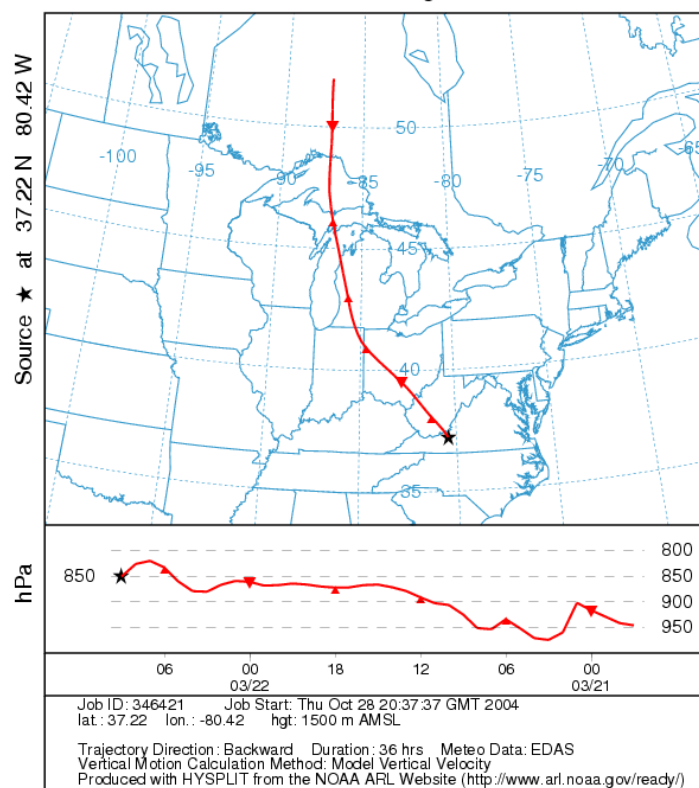 Source ★ at 37.22 N 80.42 W
-100
-95
-90
-85
-80
-75
-70
-65
50
45
40
35
hPa
850
800
850
900
950
06 00 18 12 06 00
03/22 03/21
Job ID: 346421 Job Start: Thu Oct 28 20:37:37 GMT 2004
lat.: 37.22 lon.: -80.42 hgt: 1500 m AMSL
Trajectory Direction: Backward Duration: 36 hrs Meteo Data: EDAS
Vertical Motion Calculation Method: Model Vertical Velocity
Produced with HYSPLIT from the NOAA ARL Website (http://www.arl.noaa.gov/ready/)